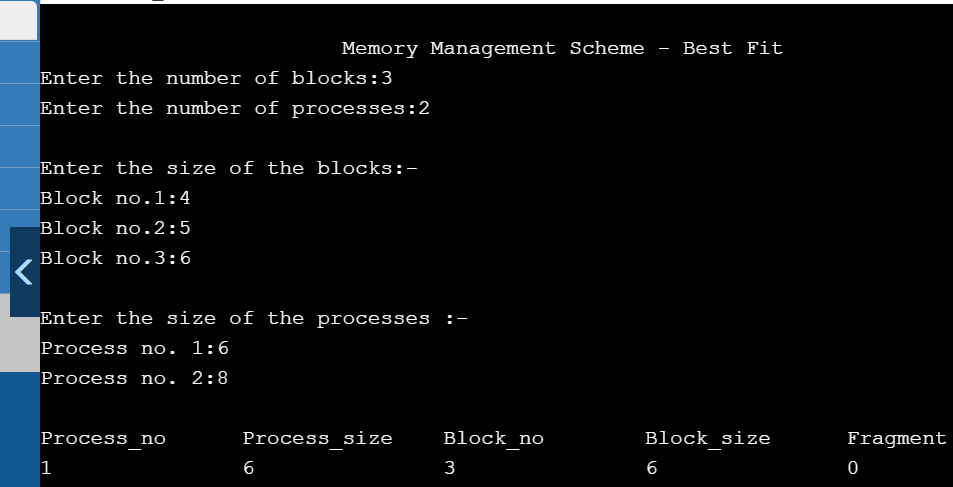 Memory Management Scheme - Best Fit
Enter the number of blocks:3
Enter the number of processes:2
Enter the size of the blocks:-
Block no.1:4
Block no.2:5
Block no.3:6
Enter the size of the processes :-
Process no. 1:6
Process no. 2:8
Process_no Process_size Block_no Block_size Fragment
1 6 3 6 0